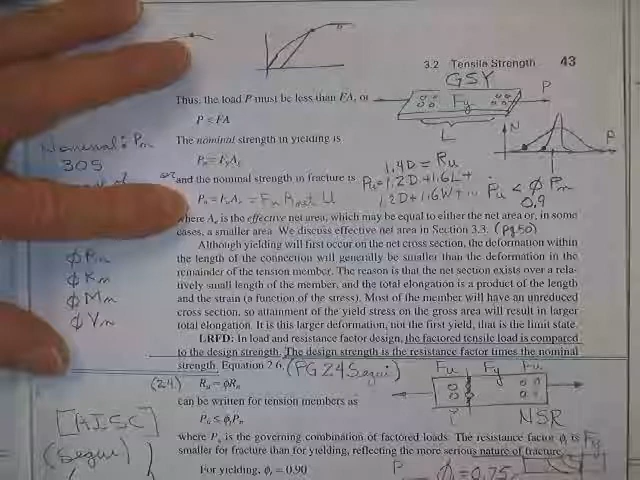 3.2 Tensile Strength 43
GSY
Thus, the load P must be less than FA, or
P
P < FA
Fy
L
N
P
Nominal: Pn
305
The nominal strength in yielding is
Pn = FyAg
1.4D = Ru
and the nominal strength in fracture is
Pu = 1.2D + 1.6L +
1.2D + 1.6W + ...
Pu < ϕ Pn
0.9
Pn = FuAe = Fu Anet U
where Ae is the effective net area, which may be equal to either the net area or, in some
cases, a smaller area. We discuss effective net area in Section 3.3. (Pg 50)
Although yielding will first occur on the net cross section, the deformation within
the length of the connection will generally be smaller than the deformation in the
remainder of the tension member. The reason is that the net section exists over a rela-
tively small length of the member, and the total elongation is a product of the length
and the strain (a function of the stress). Most of the member will have an unreduced
cross section, so attainment of the yield stress on the gross area will result in larger
total elongation. It is this larger deformation, not the first yield, that is the limit state.
ϕ Pn
ϕ Rn
ϕ Mn
ϕ Vn
LRFD: In load and resistance factor design, the factored tensile load is compared
to the design strength. The design strength is the resistance factor times the nominal
strength. Equation 2.6, (PG 24 Segui)
Fu Fy Fu
(24) Ru = ϕRn
can be written for tension members as
NSR
Pu ≤ ϕtPn
[AISC]
(Segui)
where Pu is the governing combination of factored loads. The resistance factor ϕt is
Fy
smaller for fracture than for yielding, reflecting the more serious nature of fracture.
For yielding, ϕt = 0.90
P
ϕ = 0.75